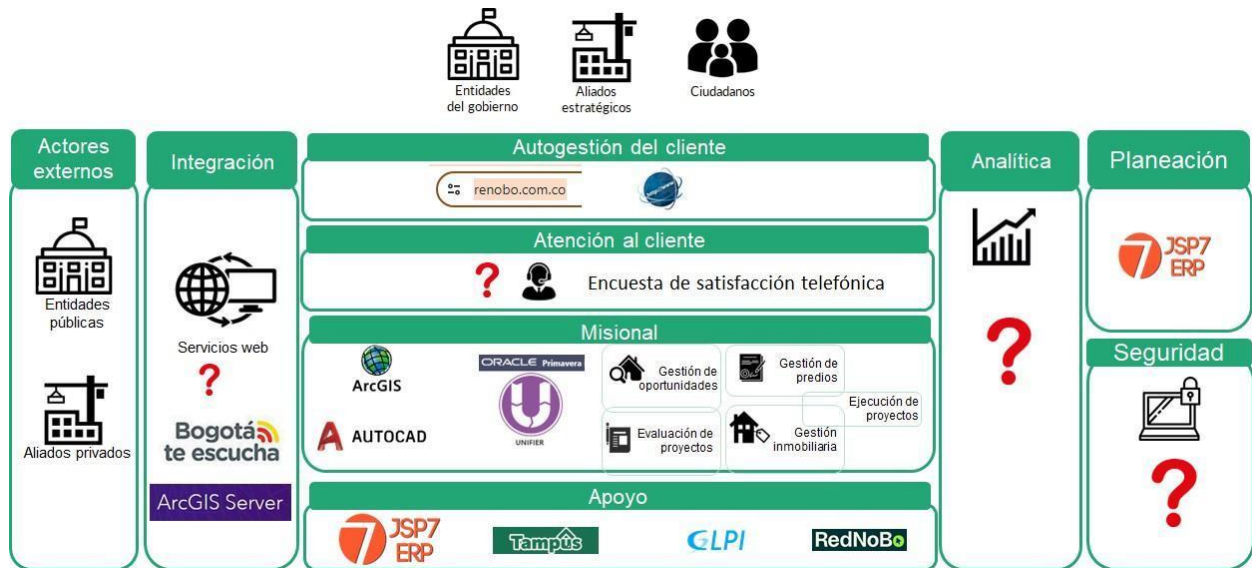 Entidades
del gobierno
Aliados
estratégicos
Ciudadanos
Actores
externos
Entidades
públicas
Aliados privados
Integración
Servicios web
?
Bogotá
te escucha
ArcGIS Server
Autogestión del cliente
renobo.com.co
Atención al cliente
?
Encuesta de satisfacción telefónica
Misional
ArcGIS
AUTOCAD
ORACLE Primavera
UNIFIER
Gestión de
oportunidades
Evaluación de
proyectos
Gestión de
predios
Ejecución de
proyectos
Gestión
inmobiliaria
Apoyo
7 JSP7
ERP
Tampus
GLPI
RedNoBo
Analítica
?
Planeación
7 JSP7
ERP
Seguridad
?